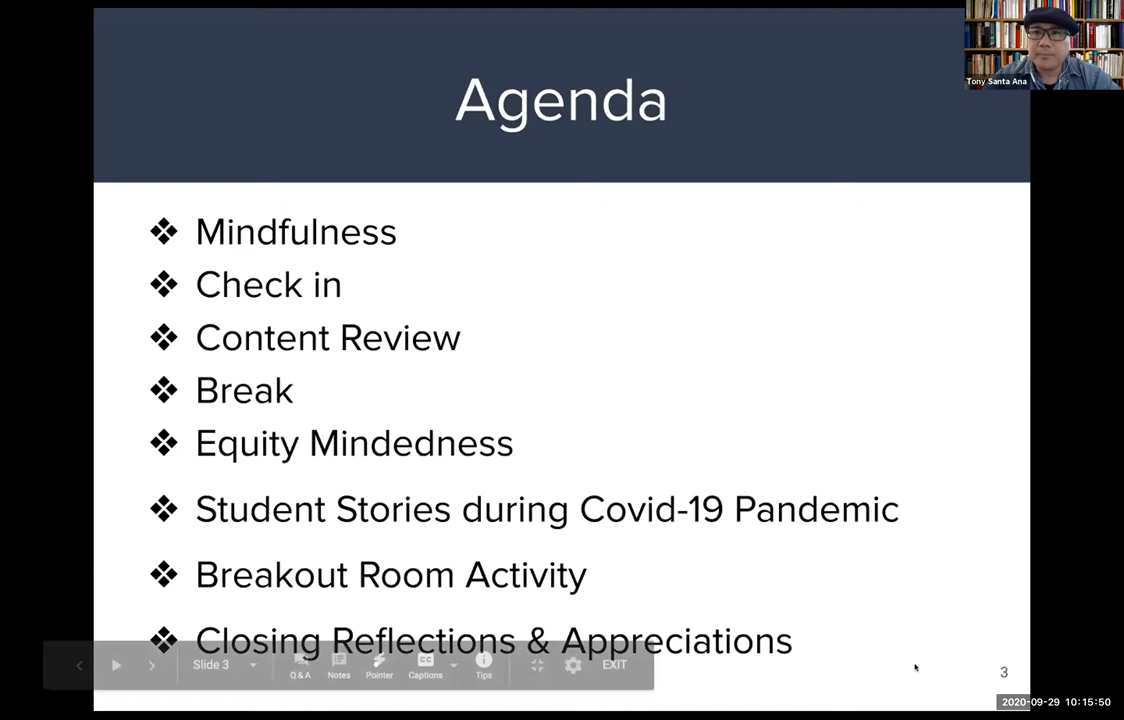 Agenda
Tony Santa Ana
❖ Mindfulness
❖ Check in
❖ Content Review
❖ Break
❖ Equity Mindedness
❖ Student Stories during Covid-19 Pandemic
❖ Breakout Room Activity
❖ Closing Reflections & Appreciations
Slide 3
Q & A
Notes
Pointer
CC
Captions
Tips
EXIT
3
2020-09-29 10:15:50